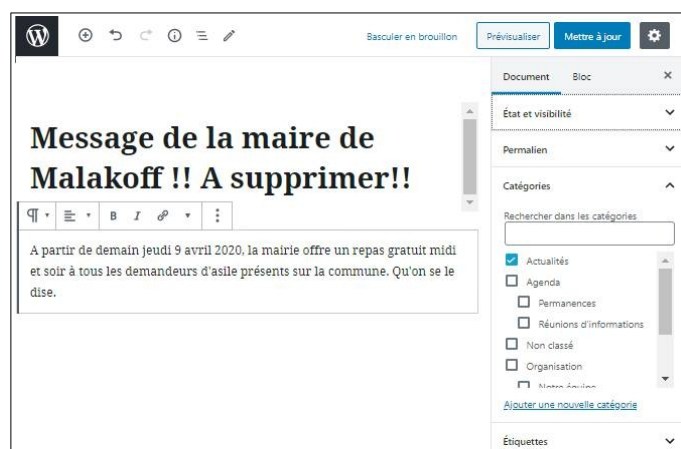 Basculer en brouillon
Prévisualiser
Mettre à jour
Document
Bloc
État et visibilité
Permalien
Catégories
Rechercher dans les catégories
Actualités
Agenda
Permanences
Réunions d'informations
Non classé
Organisation
Notre équipe
Ajouter une nouvelle catégorie
Étiquettes
Message de la maire de
Malakoff !! A supprimer!!
B I
A partir de demain jeudi 9 avril 2020, la mairie offre un repas gratuit midi
et soir à tous les demandeurs d'asile présents sur la commune. Qu'on se le
dise.